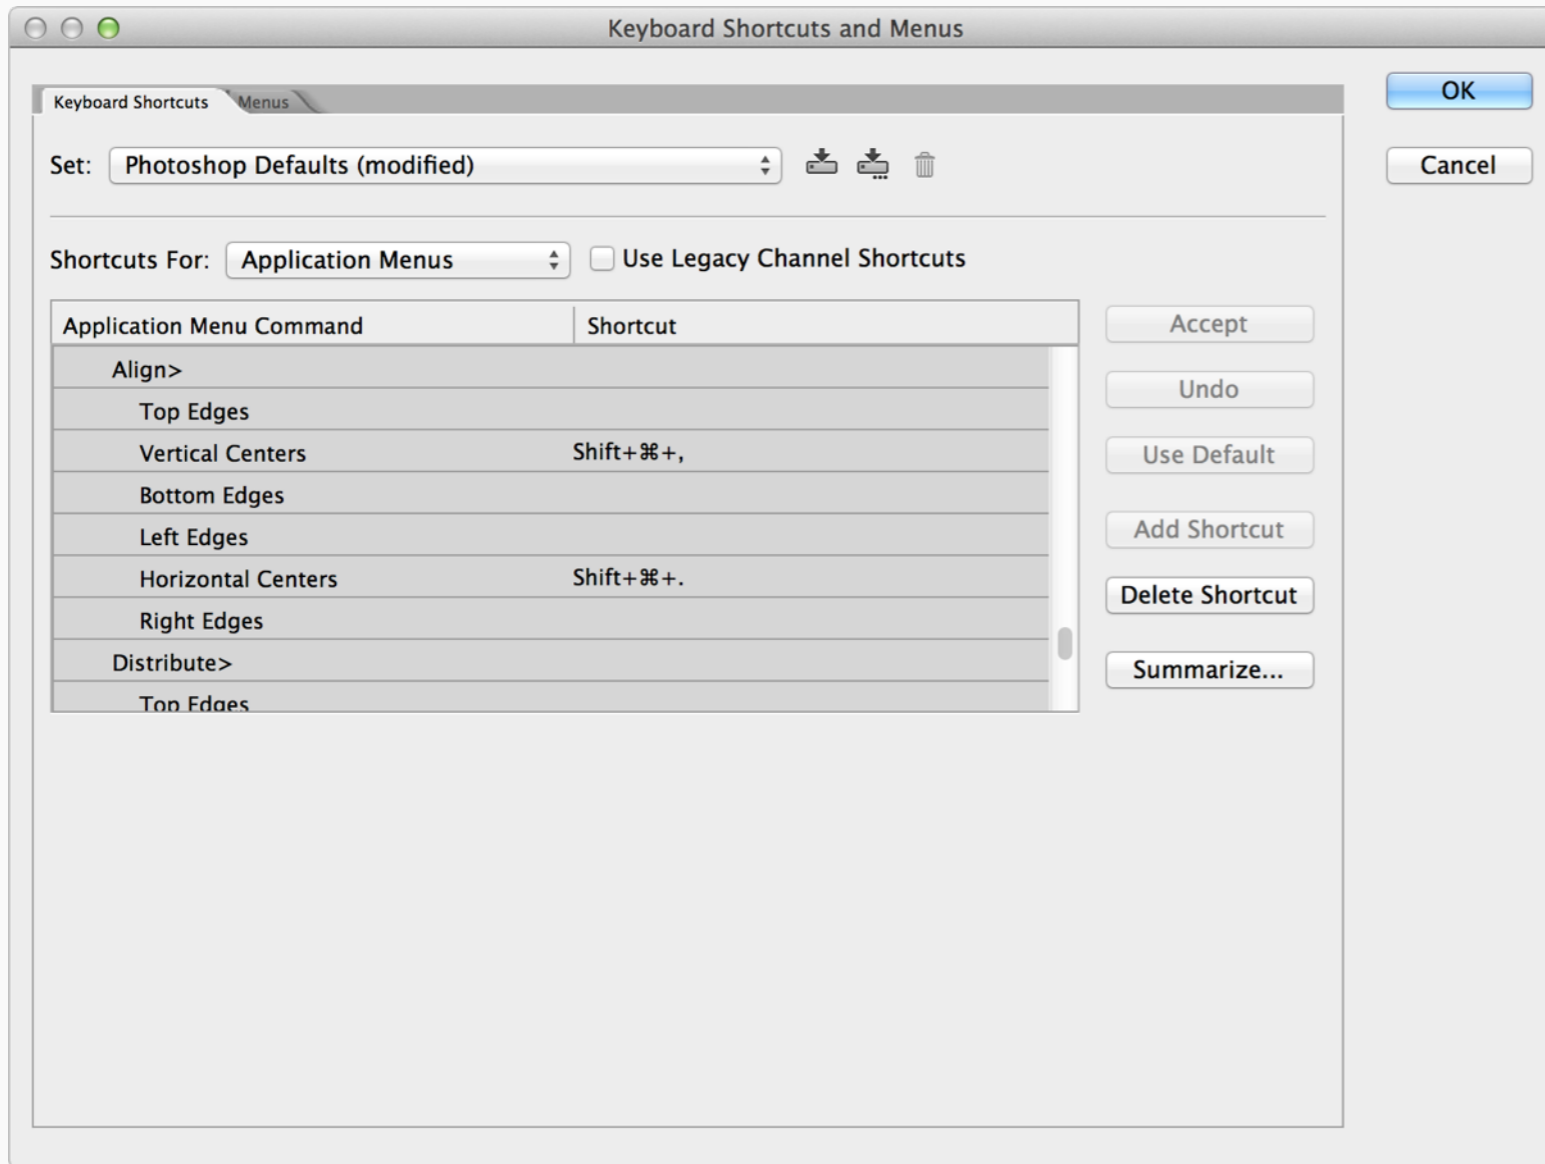 Keyboard Shortcuts and Menus
Keyboard Shortcuts Menus
OK
Set: Photoshop Defaults (modified)
Cancel
Shortcuts For: Application Menus Use Legacy Channel Shortcuts
Application Menu Command Shortcut
Accept
Align>
Undo
Top Edges
Vertical Centers Shift+⌘+,
Use Default
Bottom Edges
Left Edges
Add Shortcut
Horizontal Centers Shift+⌘+.
Delete Shortcut
Right Edges
Distribute>
Summarize...
Top Edges